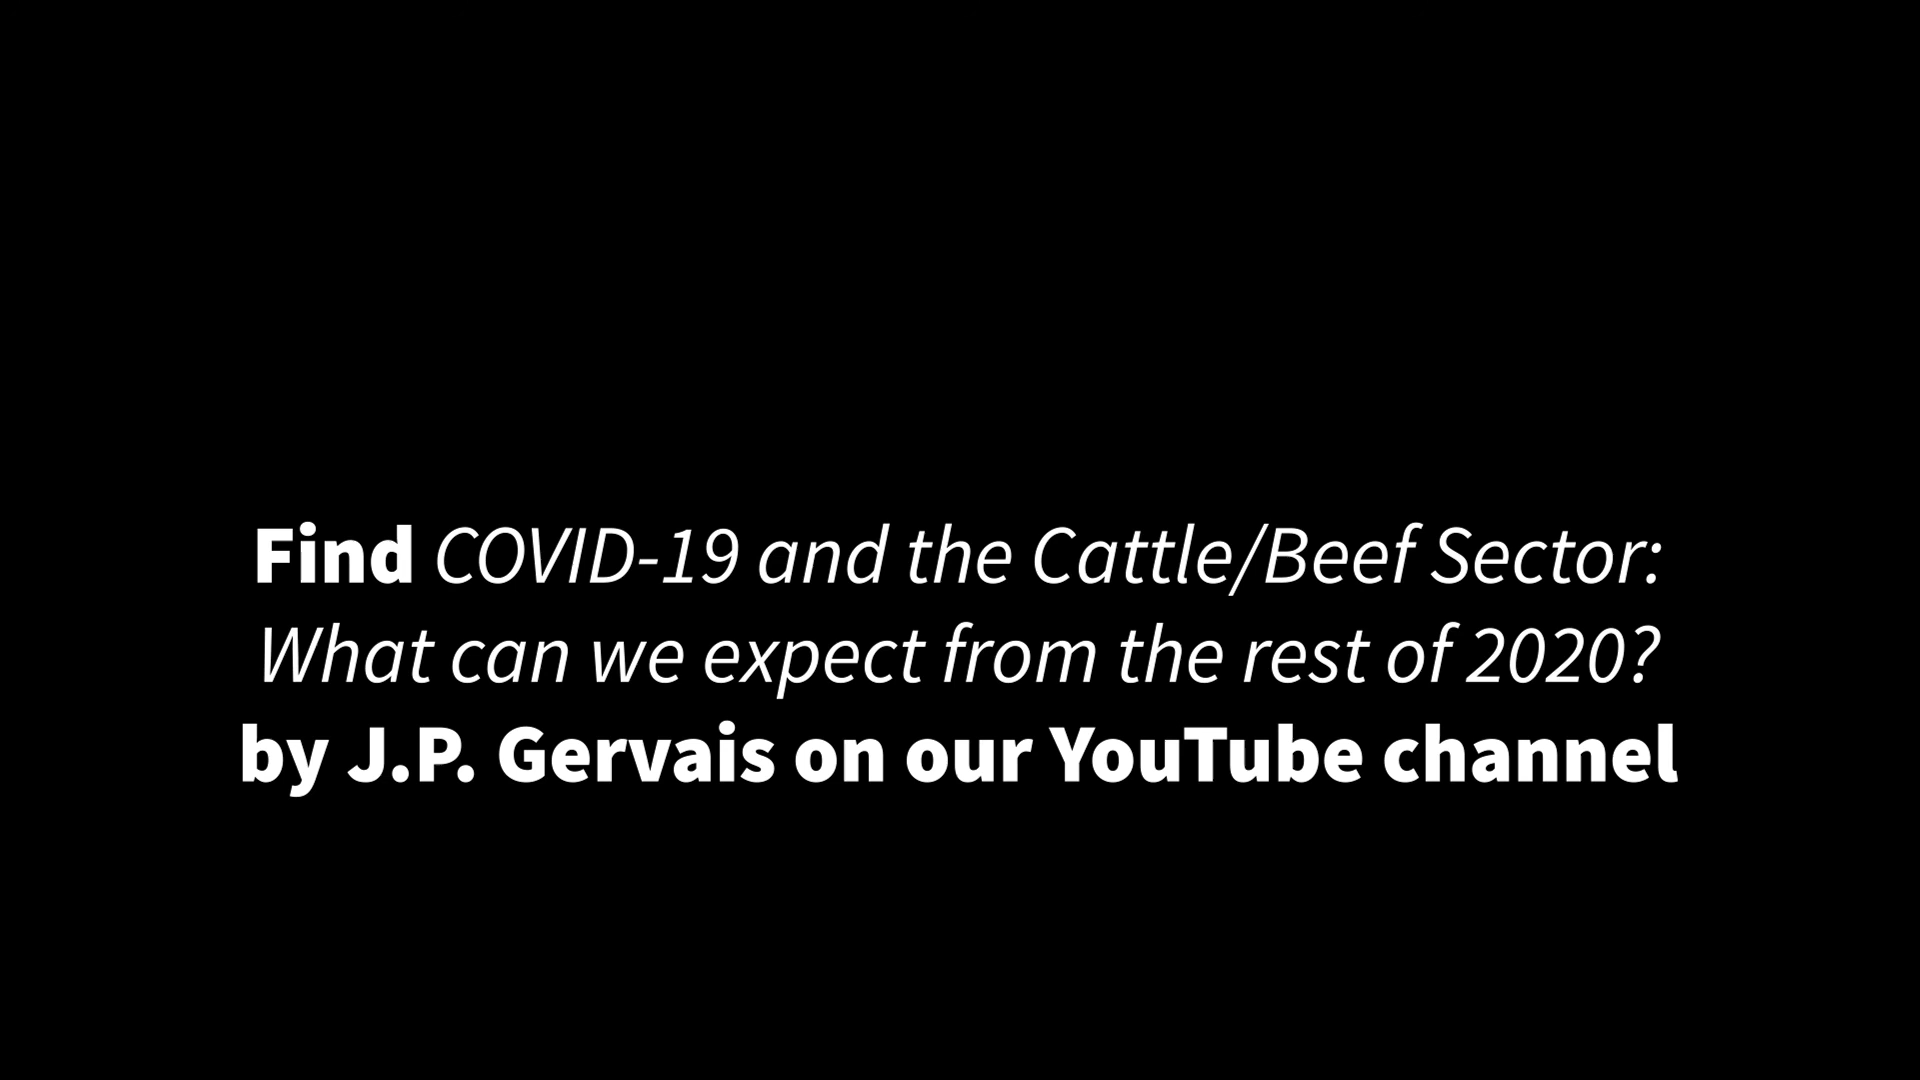 Find COVID-19 and the Cattle/Beef Sector:
What can we expect from the rest of 2020?
by J.P. Gervais on our YouTube channel